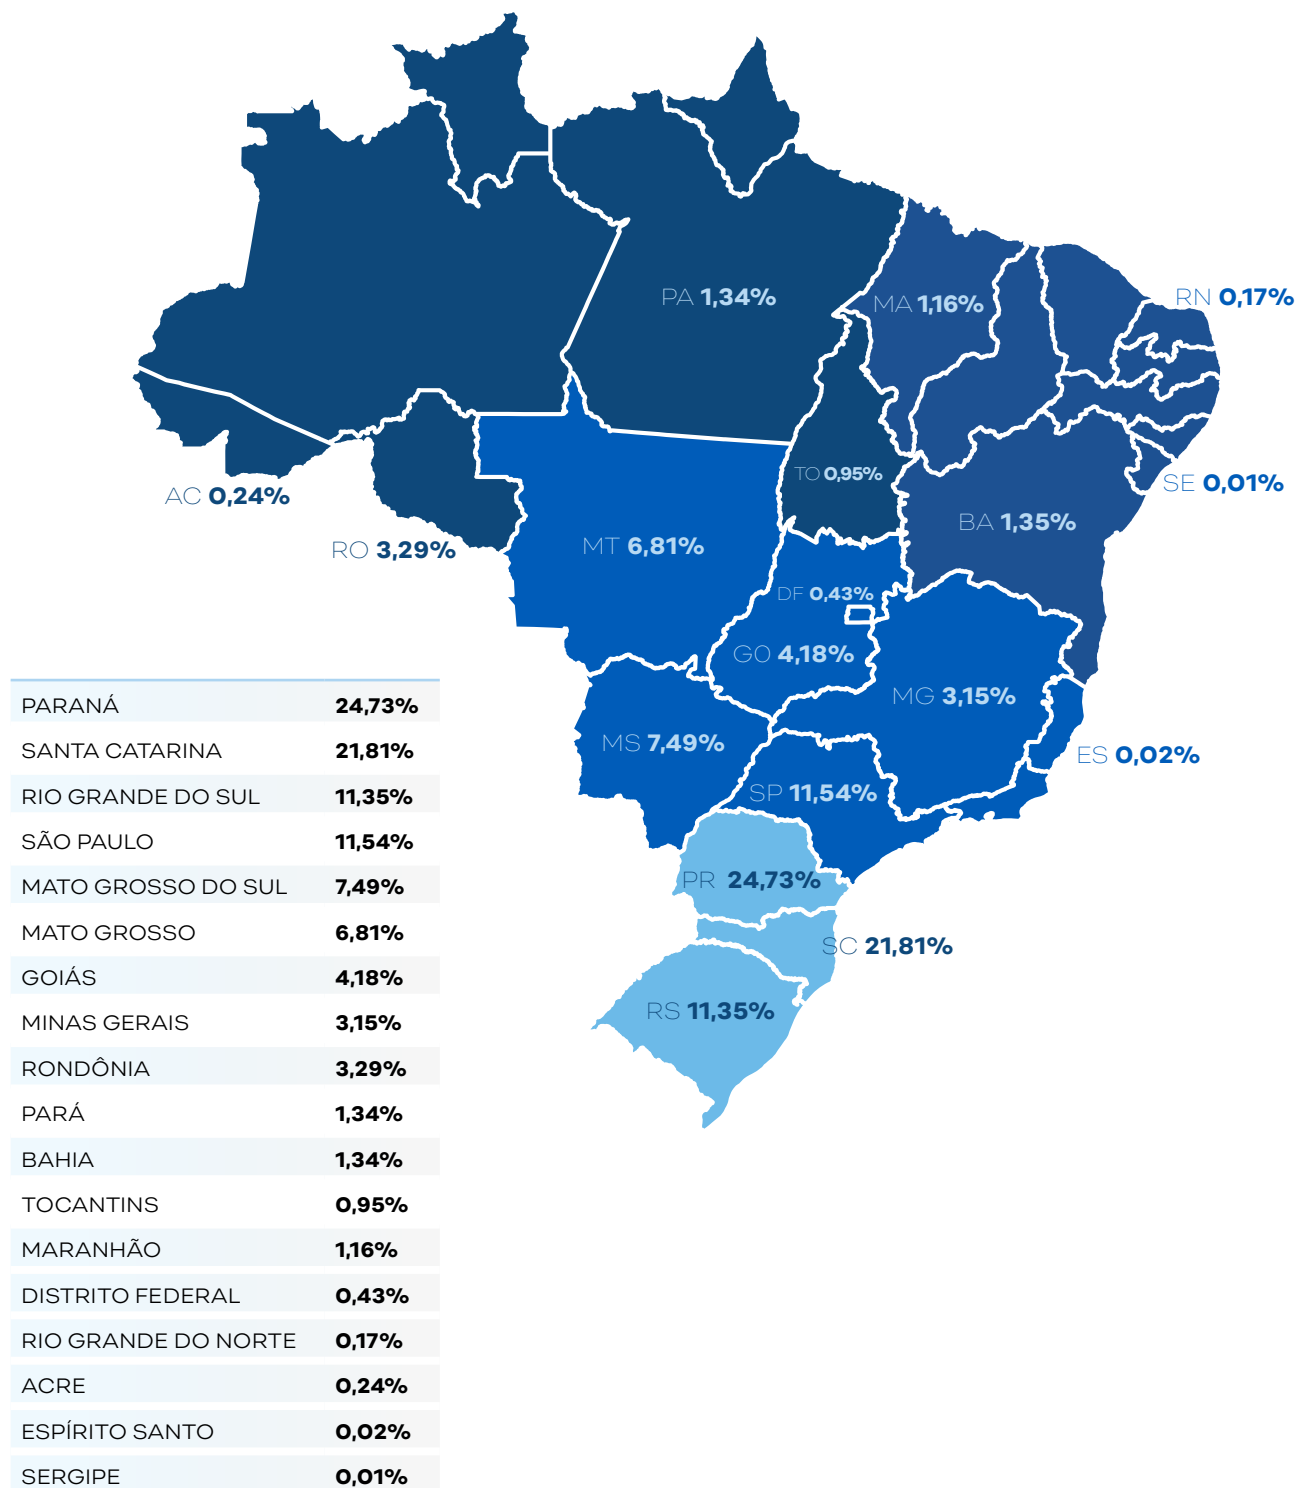 PA 1,34%
MA 1,16%
RN 0,17%
TO 0,95%
SE 0,01%
AC 0,24%
BA 1,35%
RO 3,29%
MT 6,81%
DF 0,43%
GO 4,18%
MG 3,15%
MS 7,49%
ES 0,02%
SP 11,54%
PR 24,73%
SC 21,81%
RS 11,35%
PARANÁ 24,73%
SANTA CATARINA 21,81%
RIO GRANDE DO SUL 11,35%
SÃO PAULO 11,54%
MATO GROSSO DO SUL 7,49%
MATO GROSSO 6,81%
GOIÁS 4,18%
MINAS GERAIS 3,15%
RONDÔNIA 3,29%
PARÁ 1,34%
BAHIA 1,34%
TOCANTINS 0,95%
MARANHÃO 1,16%
DISTRITO FEDERAL 0,43%
RIO GRANDE DO NORTE 0,17%
ACRE 0,24%
ESPÍRITO SANTO 0,02%
SERGIPE 0,01%